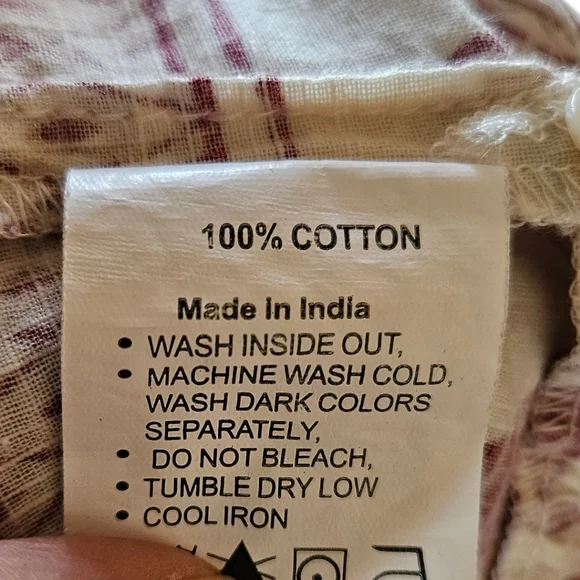 100% COTTON
Made In India
• WASH INSIDE OUT,
• MACHINE WASH COLD,
WASH DARK COLORS
SEPARATELY,
• DO NOT BLEACH,
• TUMBLE DRY LOW
• COOL IRON